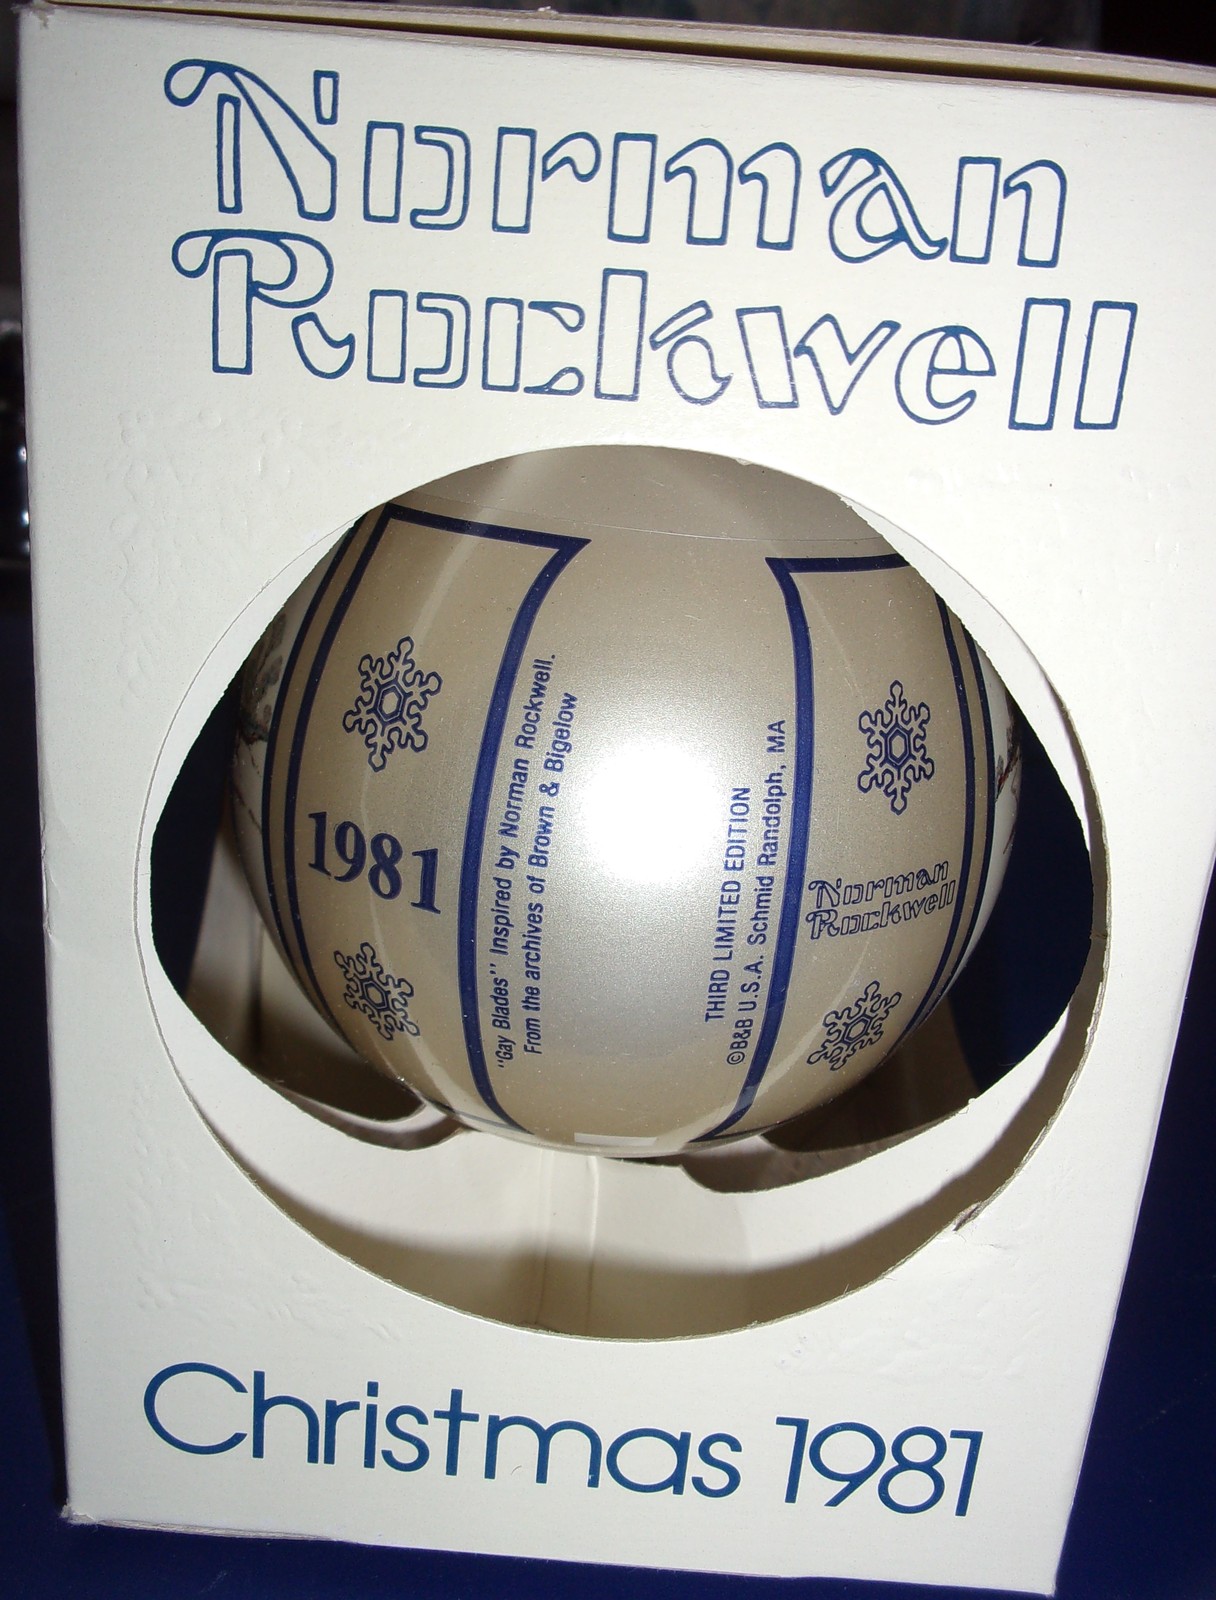 Norman
Rockwell
1981
"Gay Blades" Inspired by Norman Rockwell.
From the archives of Brown & Bigelow
THIRD LIMITED EDITION
©B&B U.S.A. Schmid Randolph, MA
Norman
Rockwell
Christmas 1981